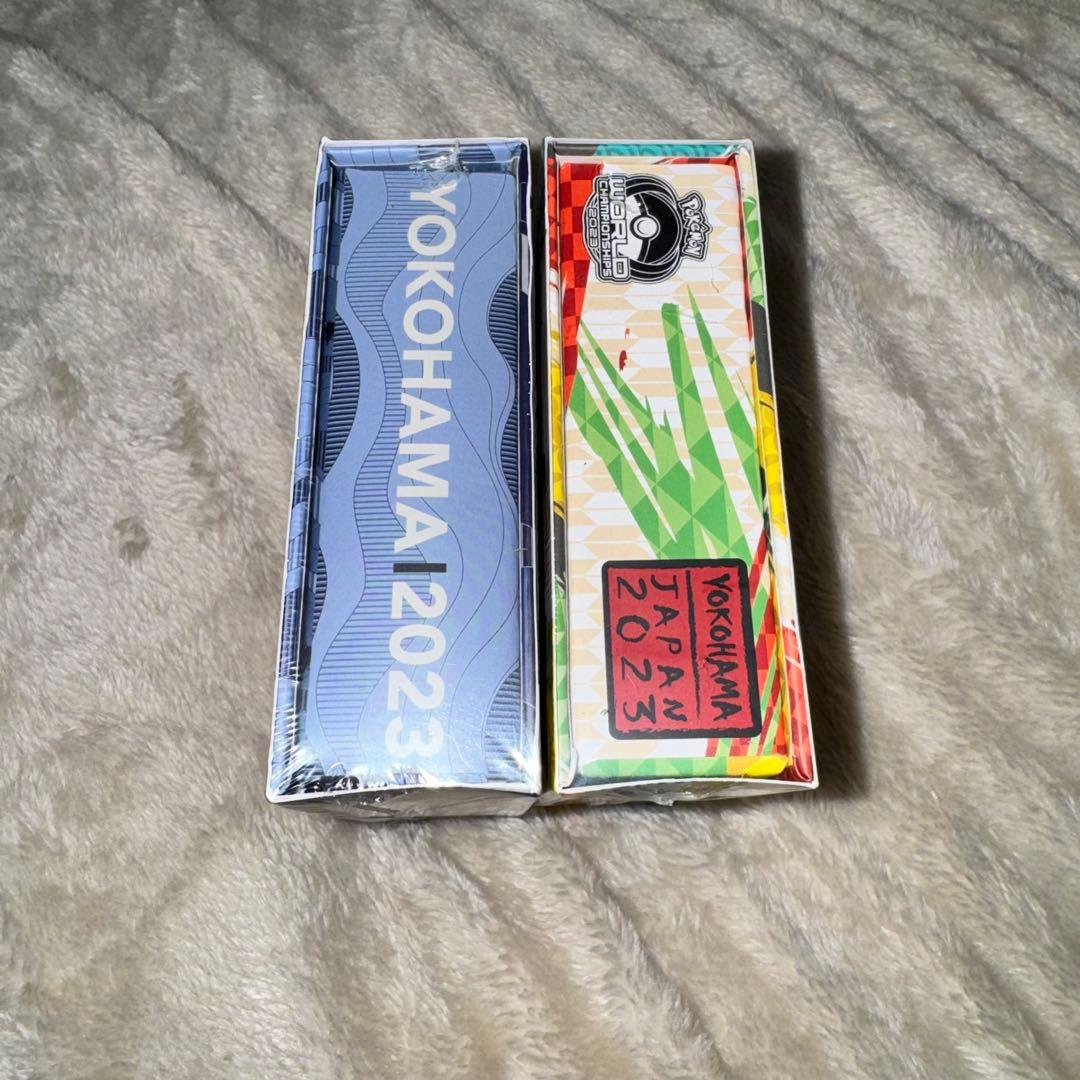 YOKOHAMA|2023
Pokémon
WORLD
CHAMPIONSHIPS
2023
YOKOHAMA
JAPAN
2023